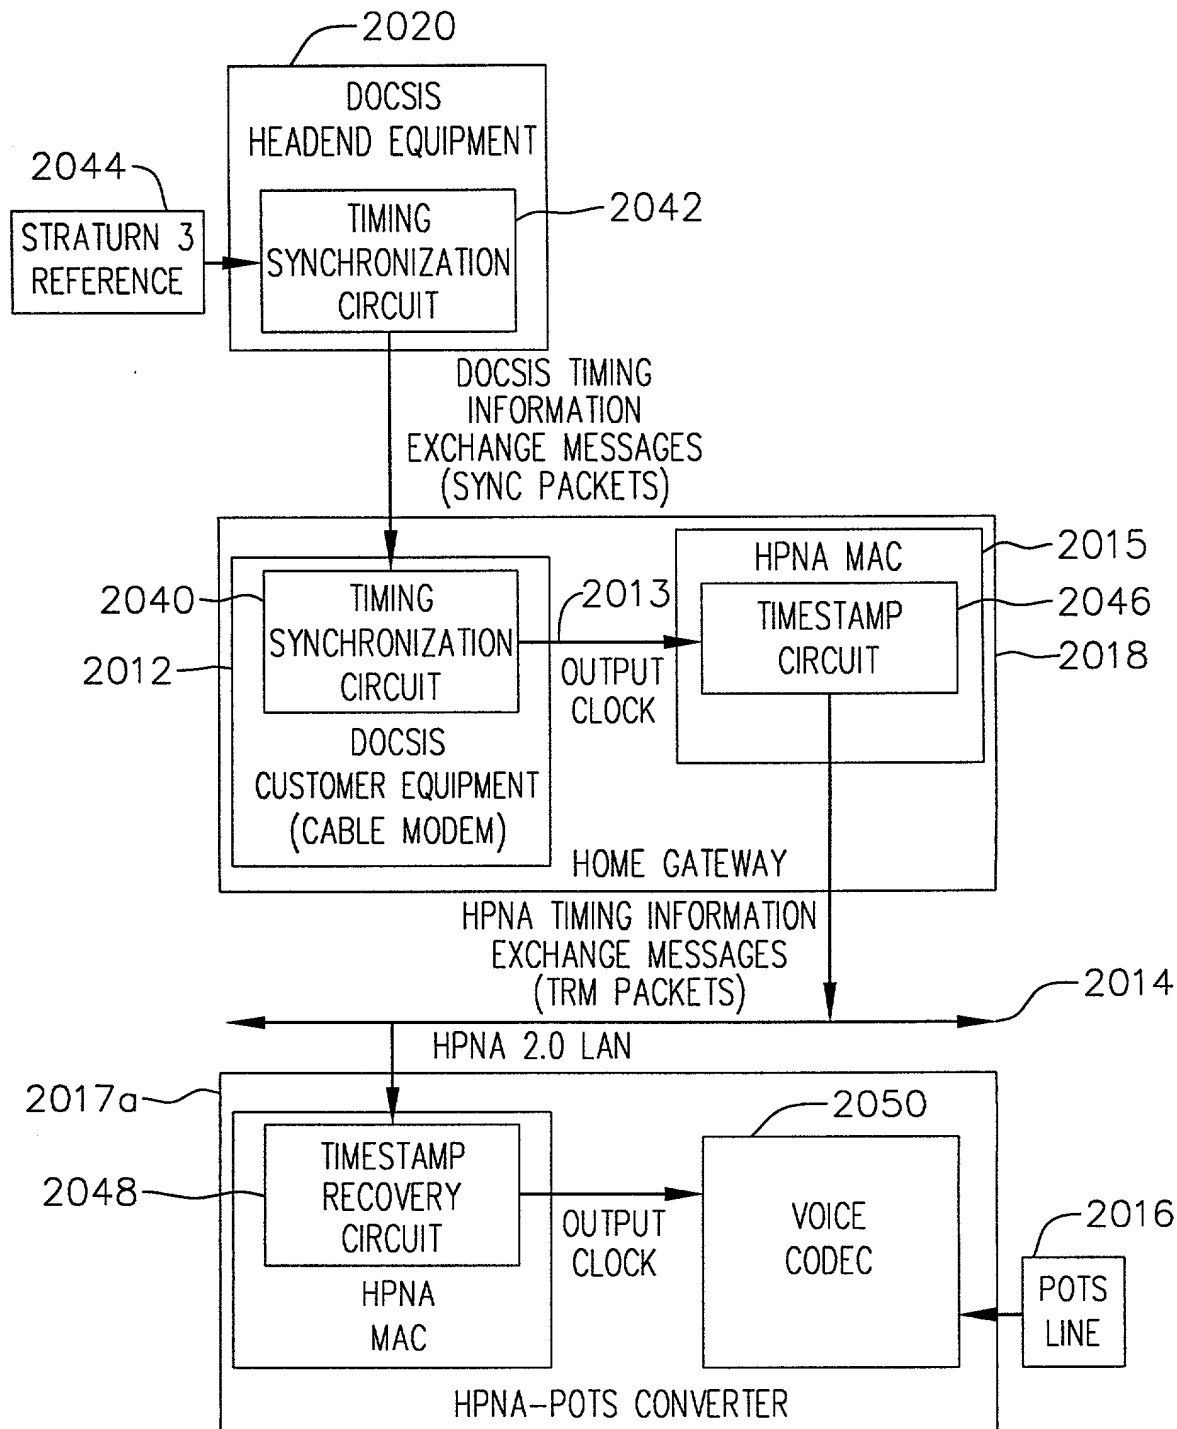 2020
DOCSIS
HEADEND EQUIPMENT
2044
STRATURN 3
REFERENCE
TIMING
SYNCHRONIZATION
CIRCUIT
2042
DOCSIS TIMING
INFORMATION
EXCHANGE MESSAGES
(SYNC PACKETS)
2040
2012
TIMING
SYNCHRONIZATION
CIRCUIT
DOCSIS
CUSTOMER EQUIPMENT
(CABLE MODEM)
2013
OUTPUT
CLOCK
HPNA MAC
TIMESTAMP
CIRCUIT
2015
2046
2018
HOME GATEWAY
HPNA TIMING INFORMATION
EXCHANGE MESSAGES
(TRM PACKETS)
2014
HPNA 2.0 LAN
2017a
2048
TIMESTAMP
RECOVERY
CIRCUIT
HPNA
MAC
OUTPUT
CLOCK
2050
VOICE
CODEC
2016
POTS
LINE
HPNA-POTS CONVERTER